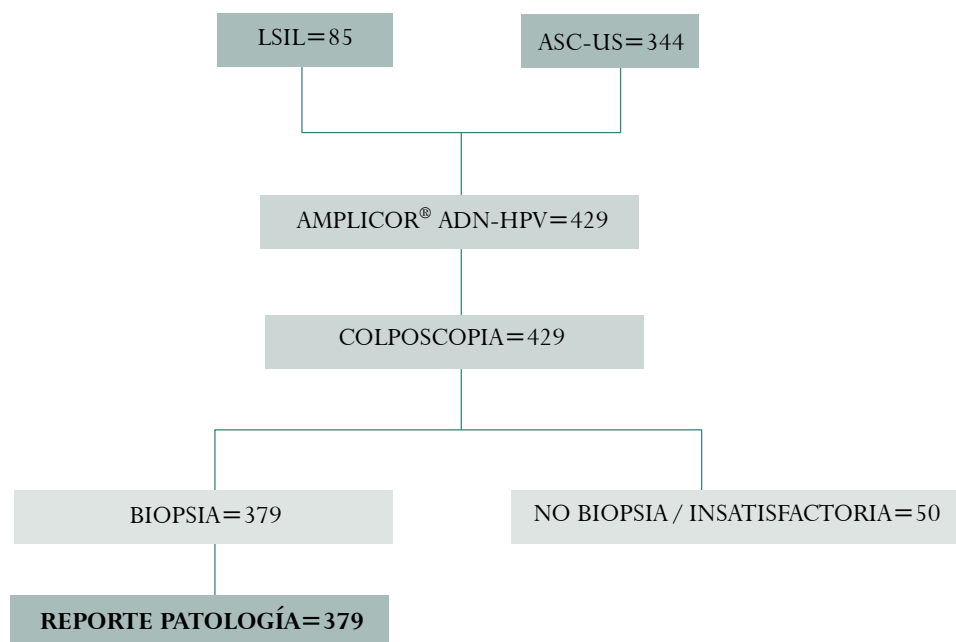 LSIL=85
ASC-US=344
AMPLICOR® ADN-HPV=429
COLPOSCOPIA=429
BIOPSIA=379
NO BIOPSIA / INSATISFACTORIA=50
REPORTE PATOLOGÍA=379